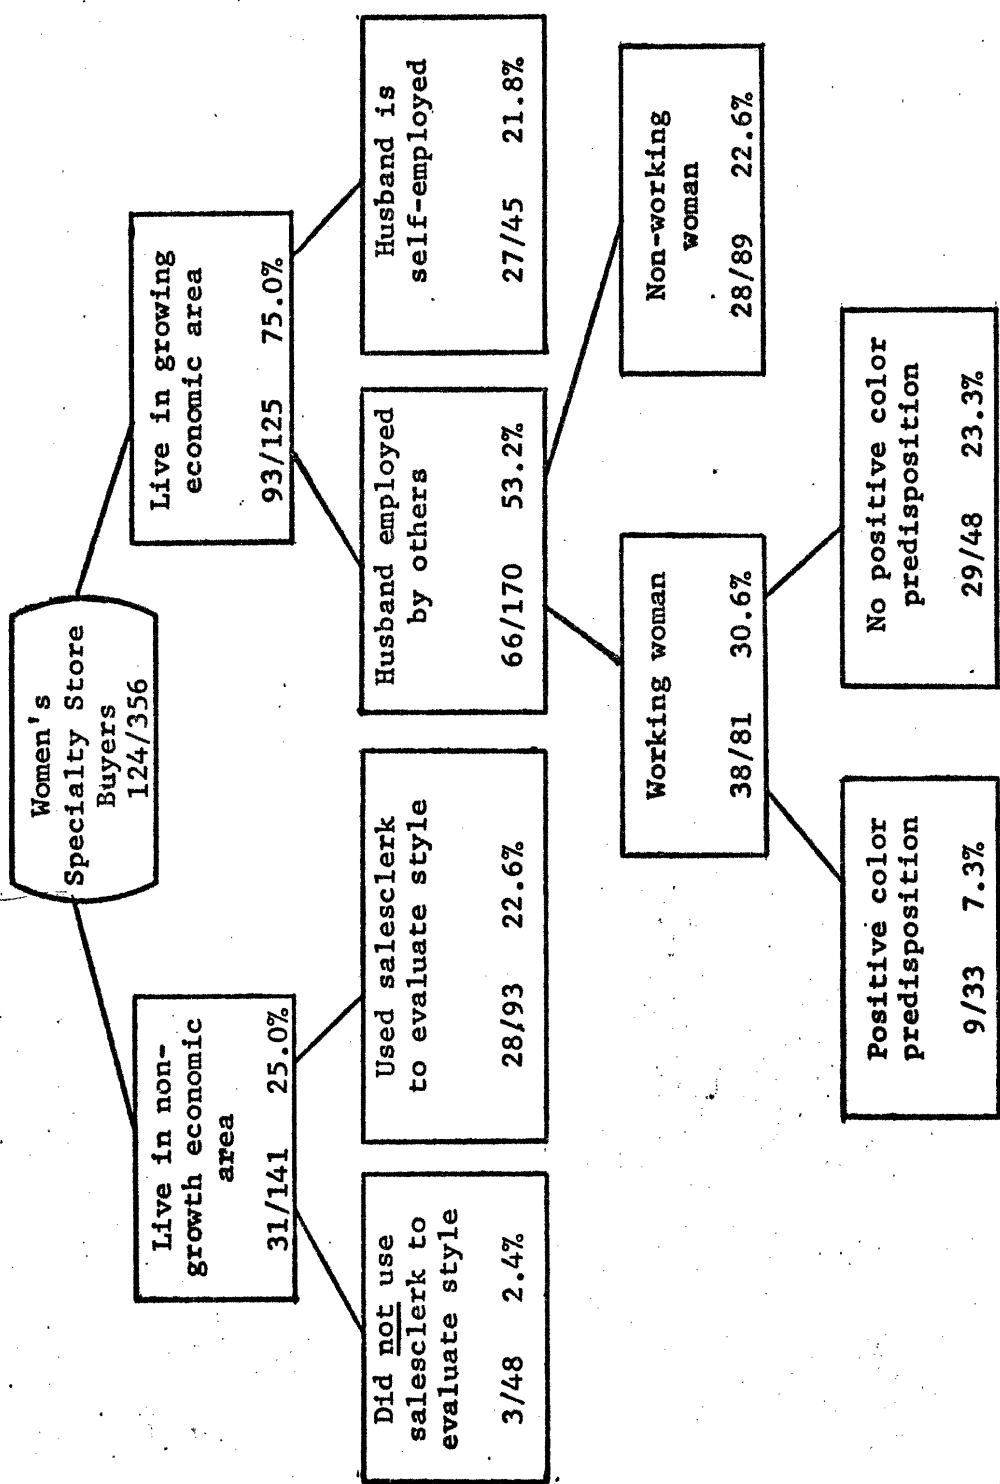 Women's
Specialty Store
Buyers
124/356
Live in non-
growth economic
area
31/141 25.0%
Live in growing
economic area
93/125 75.0%
Did not use
salesclerk to
evaluate style
3/48 2.4%
Used salesclerk
to evaluate style
28/93 22.6%
Husband employed
by others
66/170 53.2%
Husband is
self-employed
27/45 21.8%
Working woman
38/81 30.6%
Non-working
woman
28/89 22.6%
Positive color
predisposition
9/33 7.3%
No positive color
predisposition
29/48 23.3%